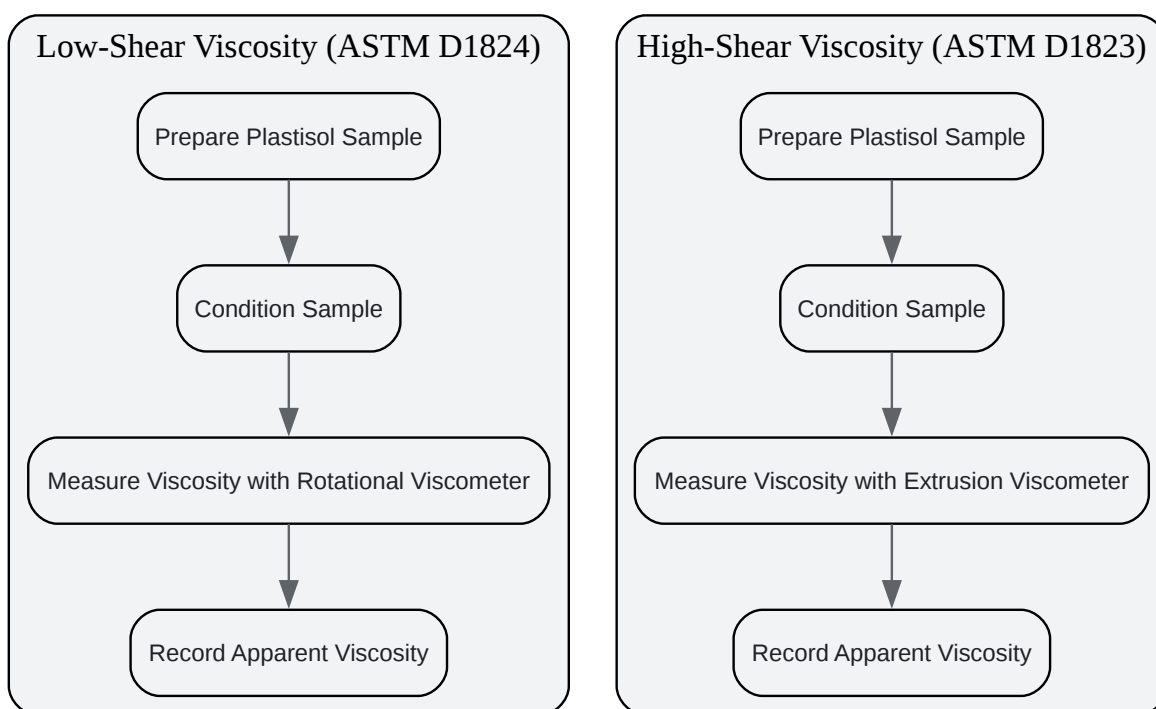 Low-Shear Viscosity (ASTM D1824)
Prepare Plastisol Sample
Condition Sample
Measure Viscosity with Rotational Viscometer
Record Apparent Viscosity
High-Shear Viscosity (ASTM D1823)
Prepare Plastisol Sample
Condition Sample
Measure Viscosity with Extrusion Viscometer
Record Apparent Viscosity